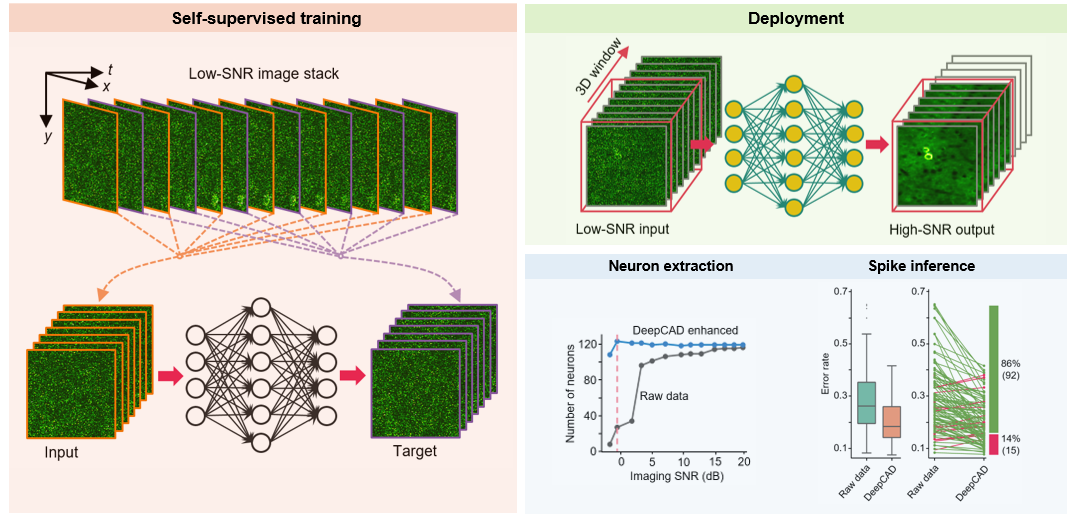 Self-supervised training
t
x
y
Low-SNR image stack
Input
Target
Deployment
3D window
Low-SNR input
High-SNR output
Neuron extraction
DeepCAD enhanced
Raw data
Number of neurons
120
80
40
0
0
5
10
15
20
Imaging SNR (dB)
Spike inference
Error rate
0.7
0.5
0.3
0.1
Raw data
DeepCAD
0.7
0.5
0.3
0.1
Raw data
DeepCAD
86%
(92)
14%
(15)